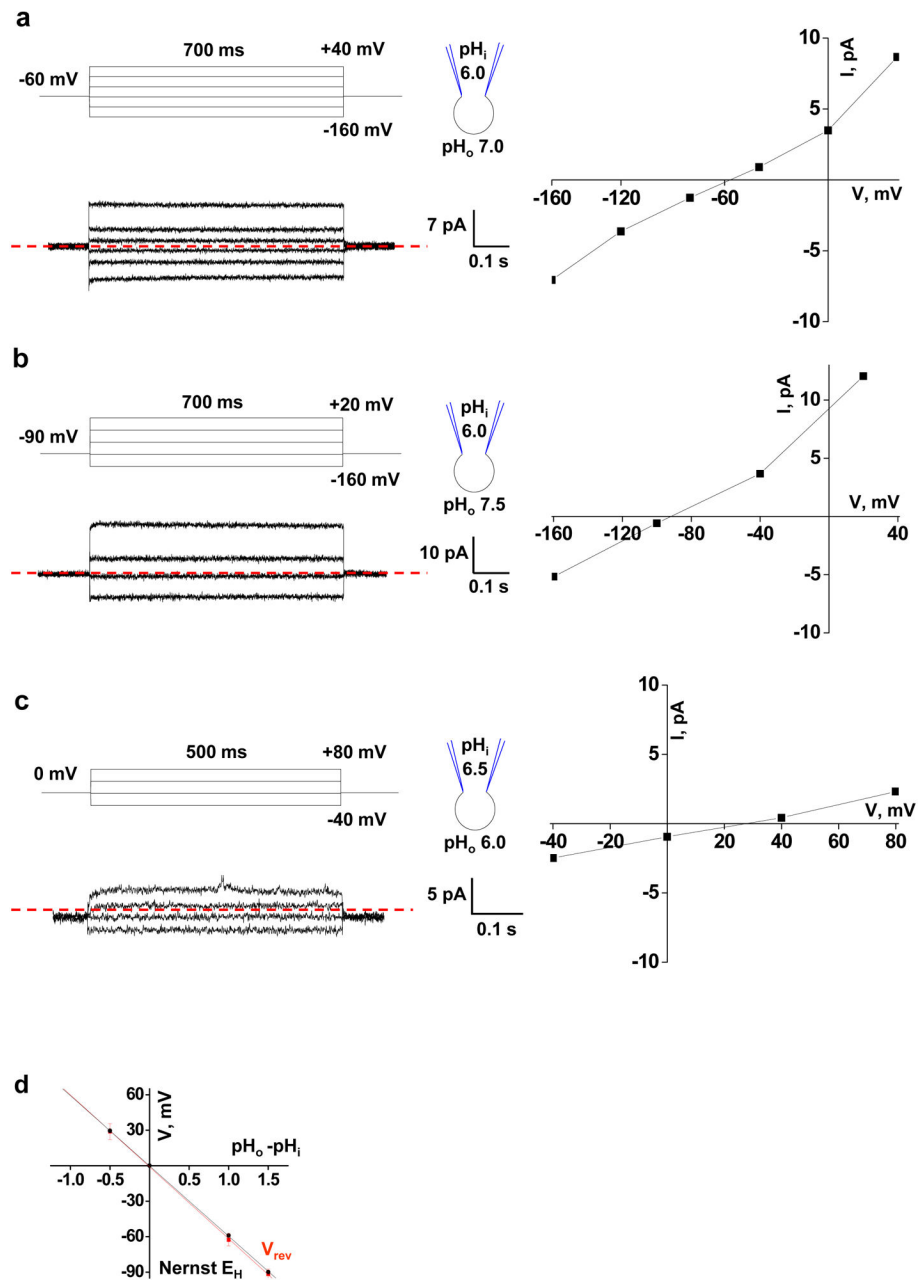 a
700 ms
+40 mV
-60 mV
-160 mV
pHi
6.0
pHo 7.0
7 pA
0.1 s
10
I, pA
5
-160
-120
-60
V, mV
-5
-10
b
700 ms
+20 mV
-90 mV
-160 mV
pHi
6.0
pHo 7.5
10 pA
0.1 s
I, pA
10
5
V, mV
-160
-120
-80
-40
40
-5
-10
c
500 ms
+80 mV
0 mV
-40 mV
pHi
6.5
pHo 6.0
5 pA
0.1 s
10
I, pA
5
V, mV
-40
-20
0
20
40
60
80
-5
-10
d
60
V, mV
30
pHo -pHi
-1.0
-0.5
0.5
1.0
1.5
-30
-60
Vrev
Nernst EH
-90